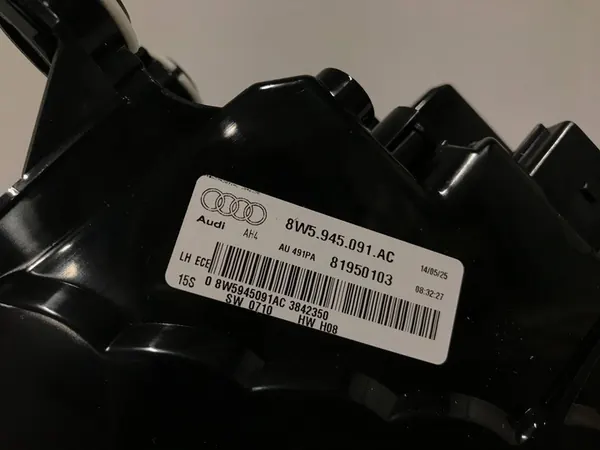 8W5.945.091.AC
Audi AH4 14/05/25
AU 491PA 81950103 08:32:27
LH ECE
15S 0 8W5945091AC 3842350
SW 0710 HW H08